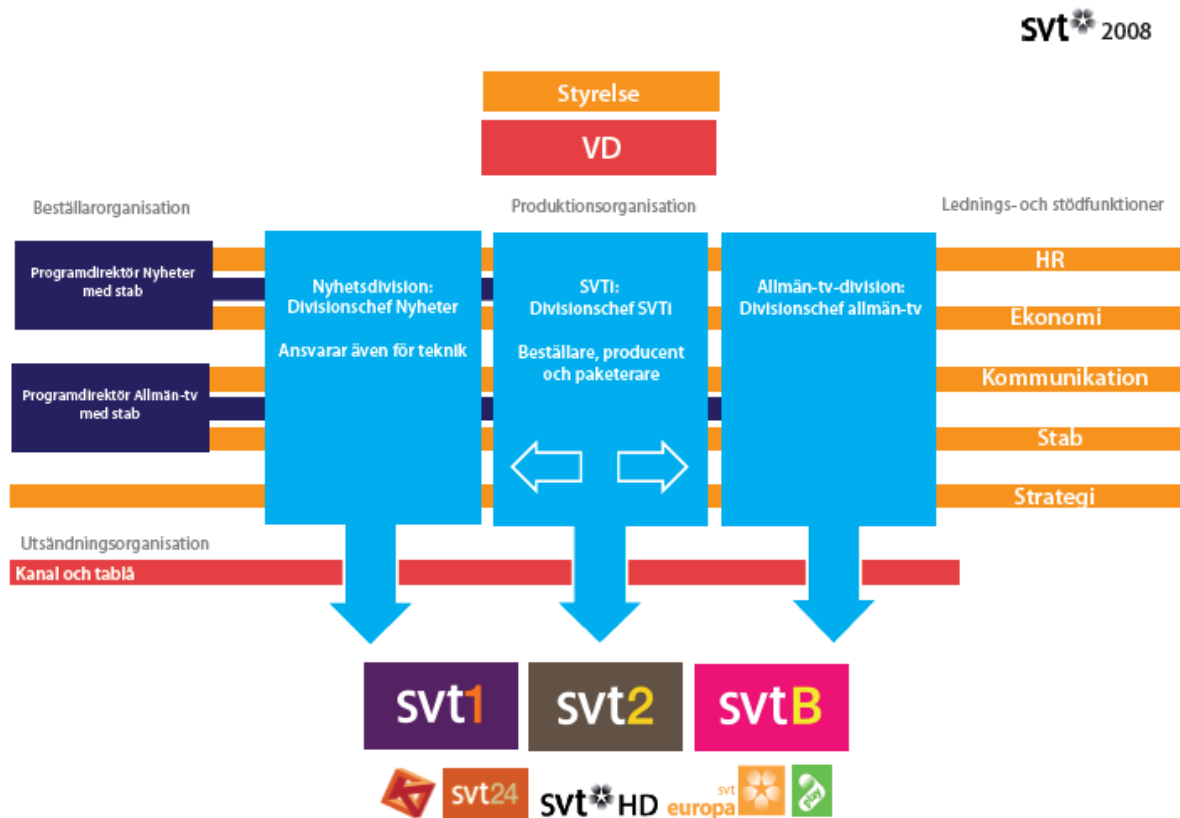 svt 2008
Styrelse
VD
Beställarorganisation
Produktionsorganisation
Lednings- och stödfunktioner
Programdirektör Nyheter
med stab
Nyhetsdivision:
Divisionschef Nyheter
Ansvarar även för teknik
SVTi:
Divisionschef SVTi
Beställare, producent
och paketerare
Allmän-tv-division:
Divisionschef allmän-tv
HR
Ekonomi
Programdirektör Allmän-tv
med stab
Kommunikation
Stab
Strategi
Utsändningsorganisation
Kanal och tablå
svt1
svt2
svtB
svt24
svt HD
svt
europa
play